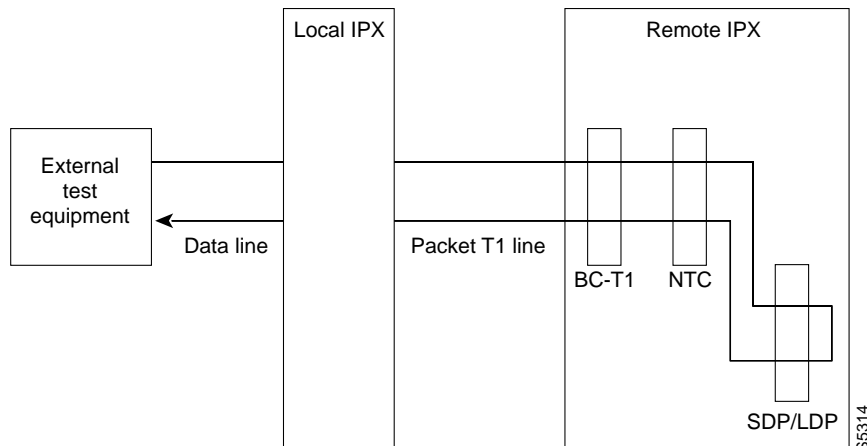 Local IPX
Remote IPX
External
test
equipment
Data line
Packet T1 line
BC-T1
NTC
SDP/LDP
S5314